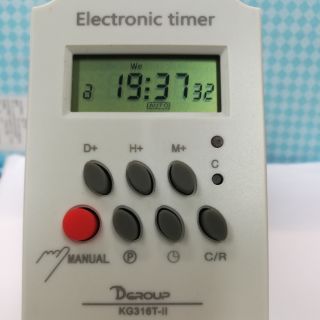 Electronic timer
We
a 19:37 32
AUTO
D+ H+ M+
C
MANUAL P C/R
DGROUP
KG316T-II